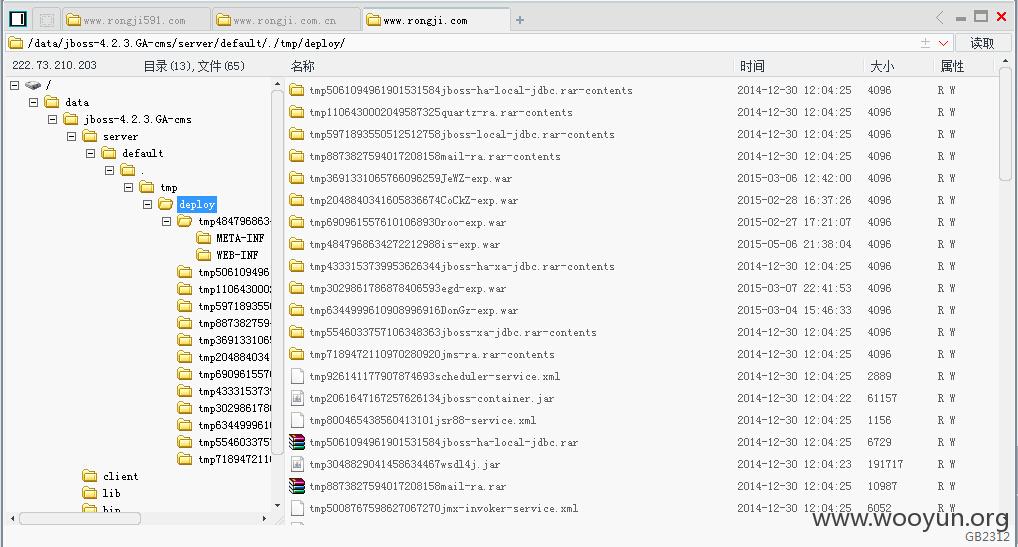 www.rongji591.com
www.rongji.com.cn
www.rongji.com
/data/jboss-4.2.3.GA-cms/server/default/./tmp/deploy/
读取
222.73.210.203
目录(13),文件(65)
名称
时间
大小
属性
/
data
jboss-4.2.3.GA-cms
server
default
.
tmp
deploy
tmp484796863
META-INF
WEB-INF
tmp506109496
tmp110643000
tmp597189355
tmp887382759
tmp369133106
tmp204884034
tmp690961557
tmp433315373
tmp302986178
tmp634499961
tmp554603375
tmp718947211
client
lib
bin
tmp5061094961901531584jboss-ha-local-jdbc.rar-contents 2014-12-30 12:04:25 4096 R W
tmp1106430002049587325quartz-ra.rar-contents 2014-12-30 12:04:25 4096 R W
tmp5971893550512512758jboss-local-jdbc.rar-contents 2014-12-30 12:04:25 4096 R W
tmp8873827594017208158mail-ra.rar-contents 2014-12-30 12:04:25 4096 R W
tmp3691331065766096259JeWZ-exp.war 2015-03-06 12:42:00 4096 R W
tmp2048840341605836674CoCkZ-exp.war 2015-02-28 16:37:26 4096 R W
tmp6909615576101068930roo-exp.war 2015-02-27 17:21:07 4096 R W
tmp4847968634272212988is-exp.war 2015-05-06 21:38:04 4096 R W
tmp4333153739953626344jboss-ha-xa-jdbc.rar-contents 2014-12-30 12:04:25 4096 R W
tmp3029861786878406593egd-exp.war 2015-03-07 22:41:53 4096 R W
tmp6344999610908996916DonGz-exp.war 2015-03-04 15:46:33 4096 R W
tmp5546033757106348363jboss-xa-jdbc.rar-contents 2014-12-30 12:04:25 4096 R W
tmp7189472110970280920jms-ra.rar-contents 2014-12-30 12:04:25 4096 R W
tmp926141177907874693scheduler-service.xml 2014-12-30 12:04:25 2889 R W
tmp2061647167257626134jboss-container.jar 2014-12-30 12:04:22 61157 R W
tmp800465438560413101jsr88-service.xml 2014-12-30 12:04:25 1156 R W
tmp5061094961901531584jboss-ha-local-jdbc.rar 2014-12-30 12:04:25 6729 R W
tmp3048829041458634467wsdl4j.jar 2014-12-30 12:04:23 191717 R W
tmp8873827594017208158mail-ra.rar 2014-12-30 12:04:25 10987 R W
tmp5008767598627067270jmx-invoker-service.xml 2014-12-30 12:04:25 6052 R W
www.wooyun.org
GB2312